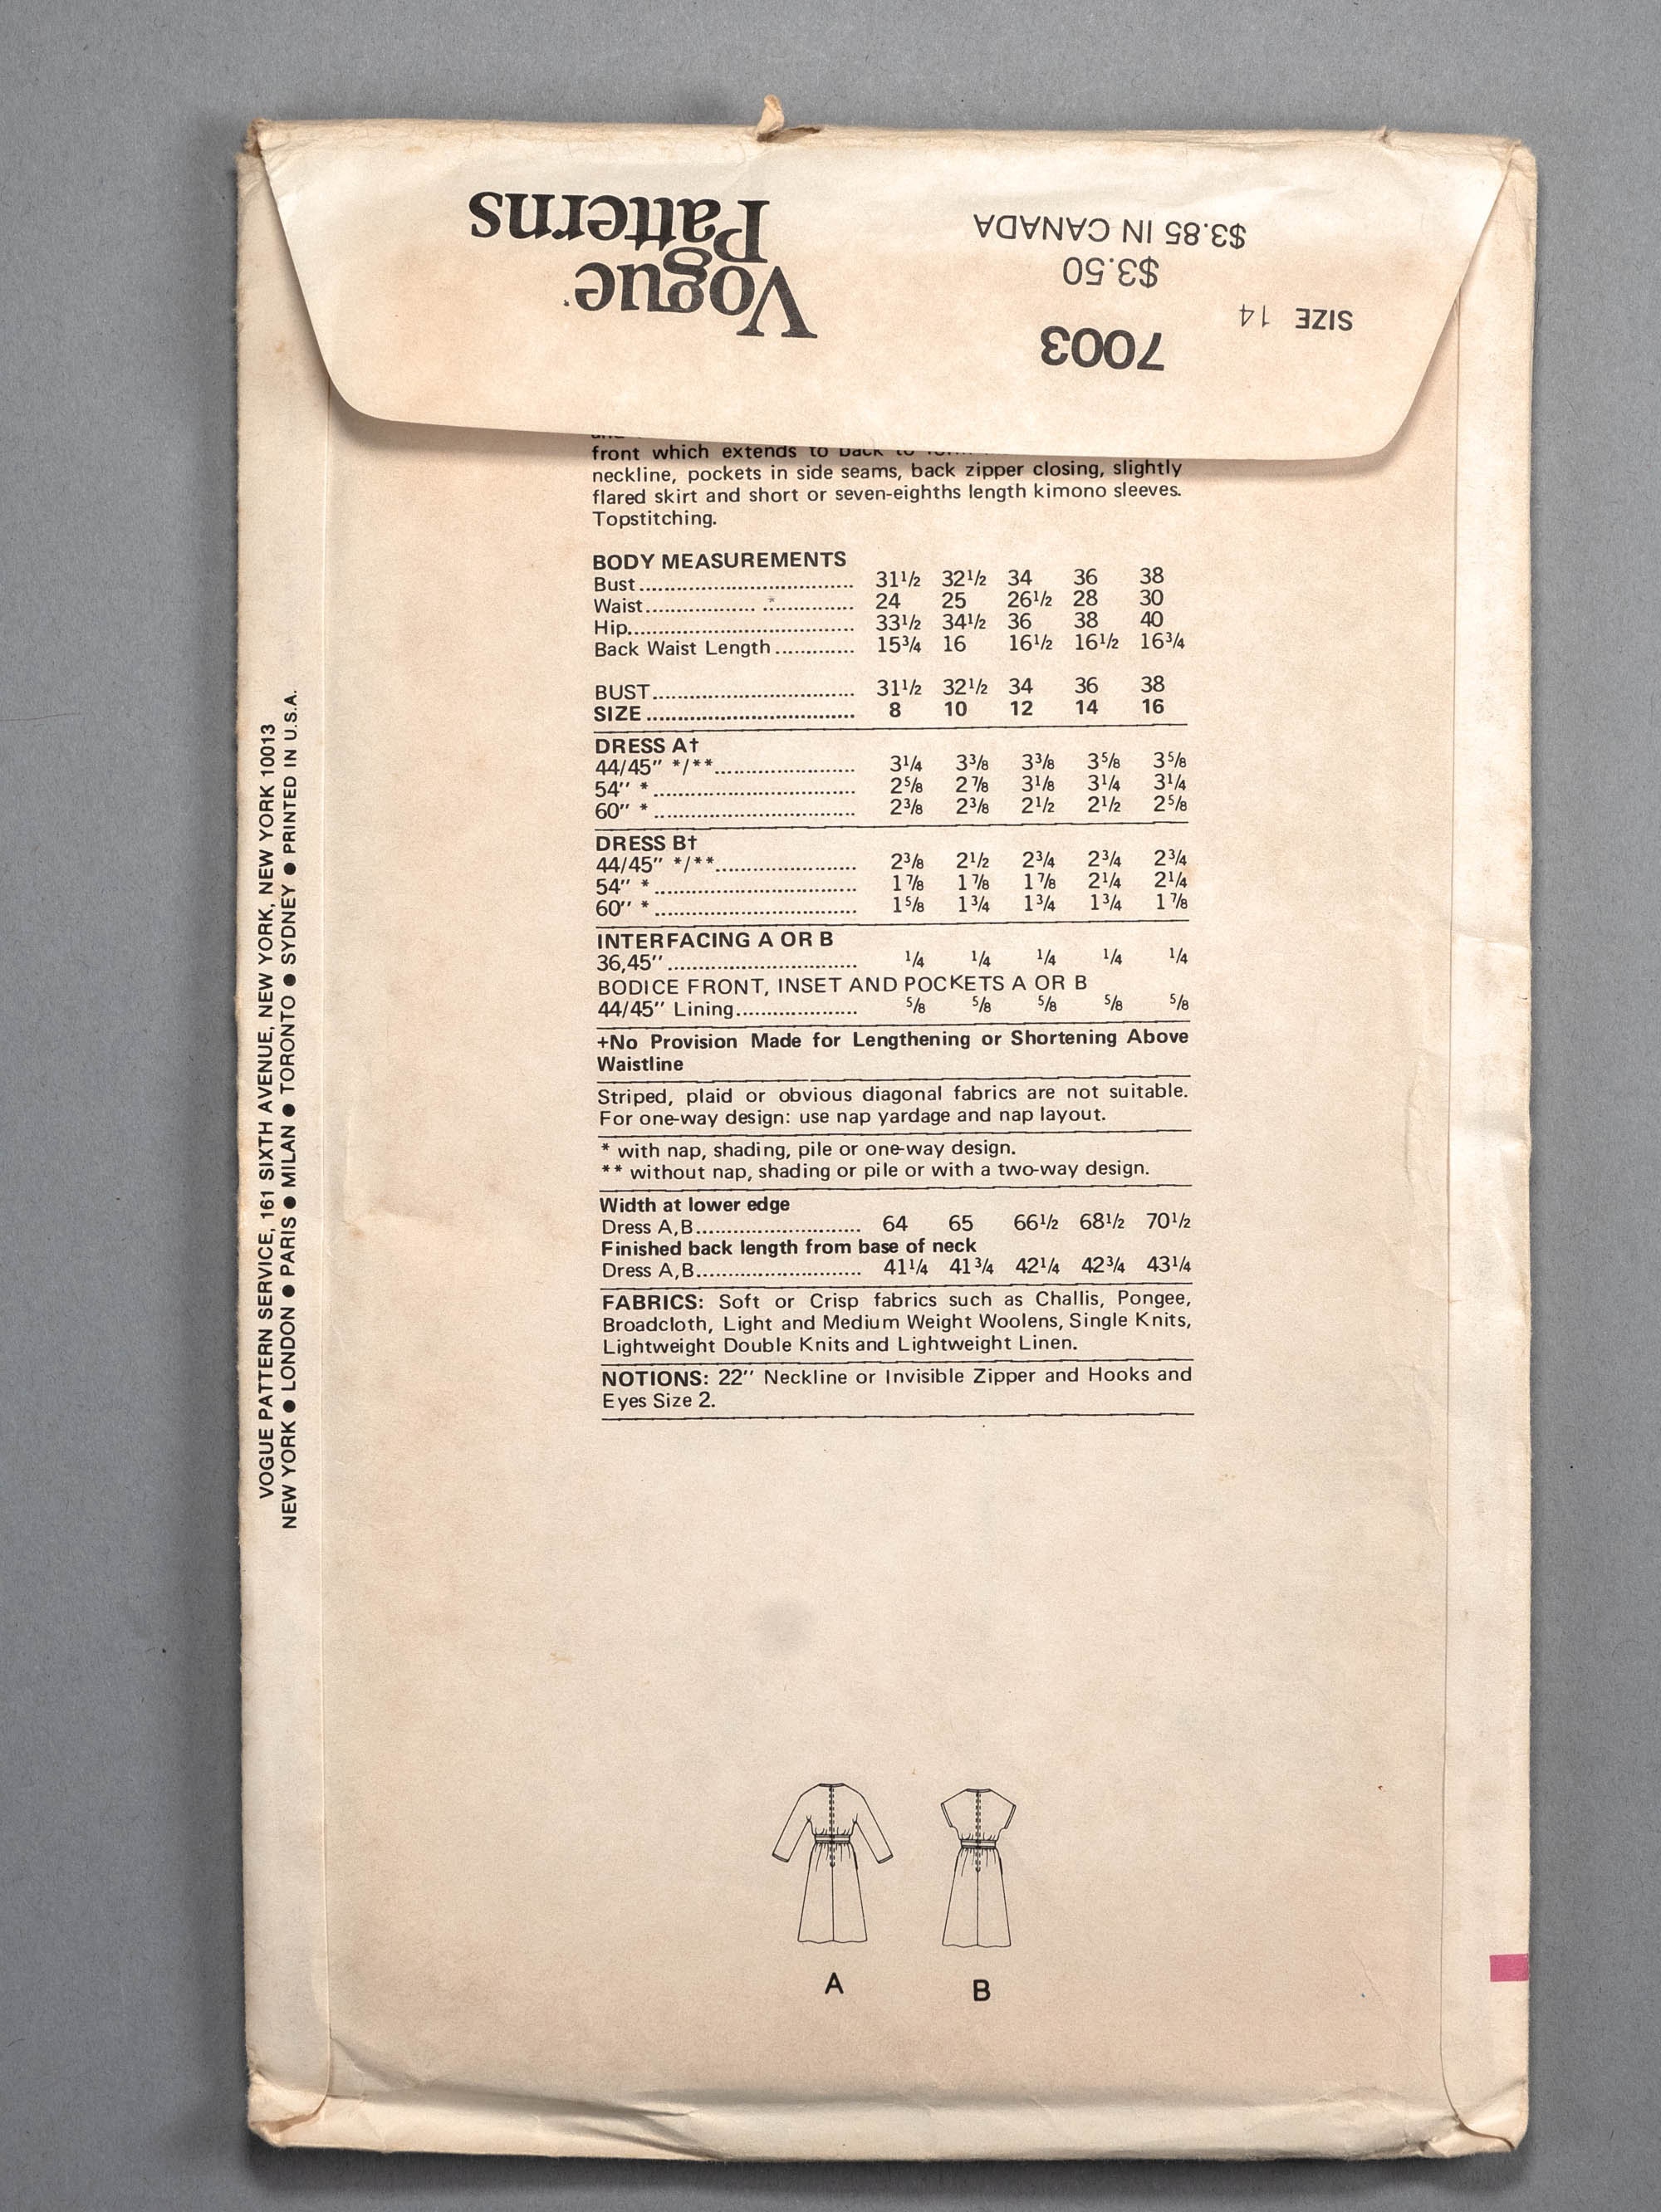 Vogue
Patterns
7003
SIZE 14
$3.50
$3.85 IN CANADA
front which extends to back to
neckline, pockets in side seams, back zipper closing, slightly
flared skirt and short or seven-eighths length kimono sleeves.
Topstitching.
BODY MEASUREMENTS
Bust................................. 31½ 32½ 34 36 38
Waist................................ 24 25 26½ 28 30
Hip................................... 33½ 34½ 36 38 40
Back Waist Length............. 15¾ 16 16½ 16½ 16¾
BUST................................ 31½ 32½ 34 36 38
SIZE................................. 8 10 12 14 16
DRESS A†
44/45" */**...................... 3¼ 3⅜ 3⅜ 3⅝ 3⅝
54" *............................... 2⅝ 2⅞ 3⅛ 3¼ 3¼
60" *............................... 2⅜ 2⅜ 2½ 2½ 2⅝
DRESS B†
44/45" */**...................... 2⅜ 2½ 2¾ 2¾ 2¾
54" *............................... 1⅞ 1⅞ 1⅞ 2¼ 2¼
60" *............................... 1⅝ 1¾ 1¾ 1¾ 1⅞
INTERFACING A OR B
36,45"............................. ¼ ¼ ¼ ¼ ¼
BODICE FRONT, INSET AND POCKETS A OR B
44/45" Lining................... ⅝ ⅝ ⅝ ⅝ ⅝
+No Provision Made for Lengthening or Shortening Above
Waistline
Striped, plaid or obvious diagonal fabrics are not suitable.
For one-way design: use nap yardage and nap layout.
* with nap, shading, pile or one-way design.
** without nap, shading or pile or with a two-way design.
Width at lower edge
Dress A,B......................... 64 65 66½ 68½ 70½
Finished back length from base of neck
Dress A,B......................... 41¼ 41¾ 42¼ 42¾ 43¼
FABRICS: Soft or Crisp fabrics such as Challis, Pongee,
Broadcloth, Light and Medium Weight Woolens, Single Knits,
Lightweight Double Knits and Lightweight Linen.
NOTIONS: 22" Neckline or Invisible Zipper and Hooks and
Eyes Size 2.
A B
VOGUE PATTERN SERVICE, 161 SIXTH AVENUE, NEW YORK, NEW YORK 10013
NEW YORK ● LONDON ● PARIS ● MILAN ● TORONTO ● SYDNEY ● PRINTED IN U.S.A.